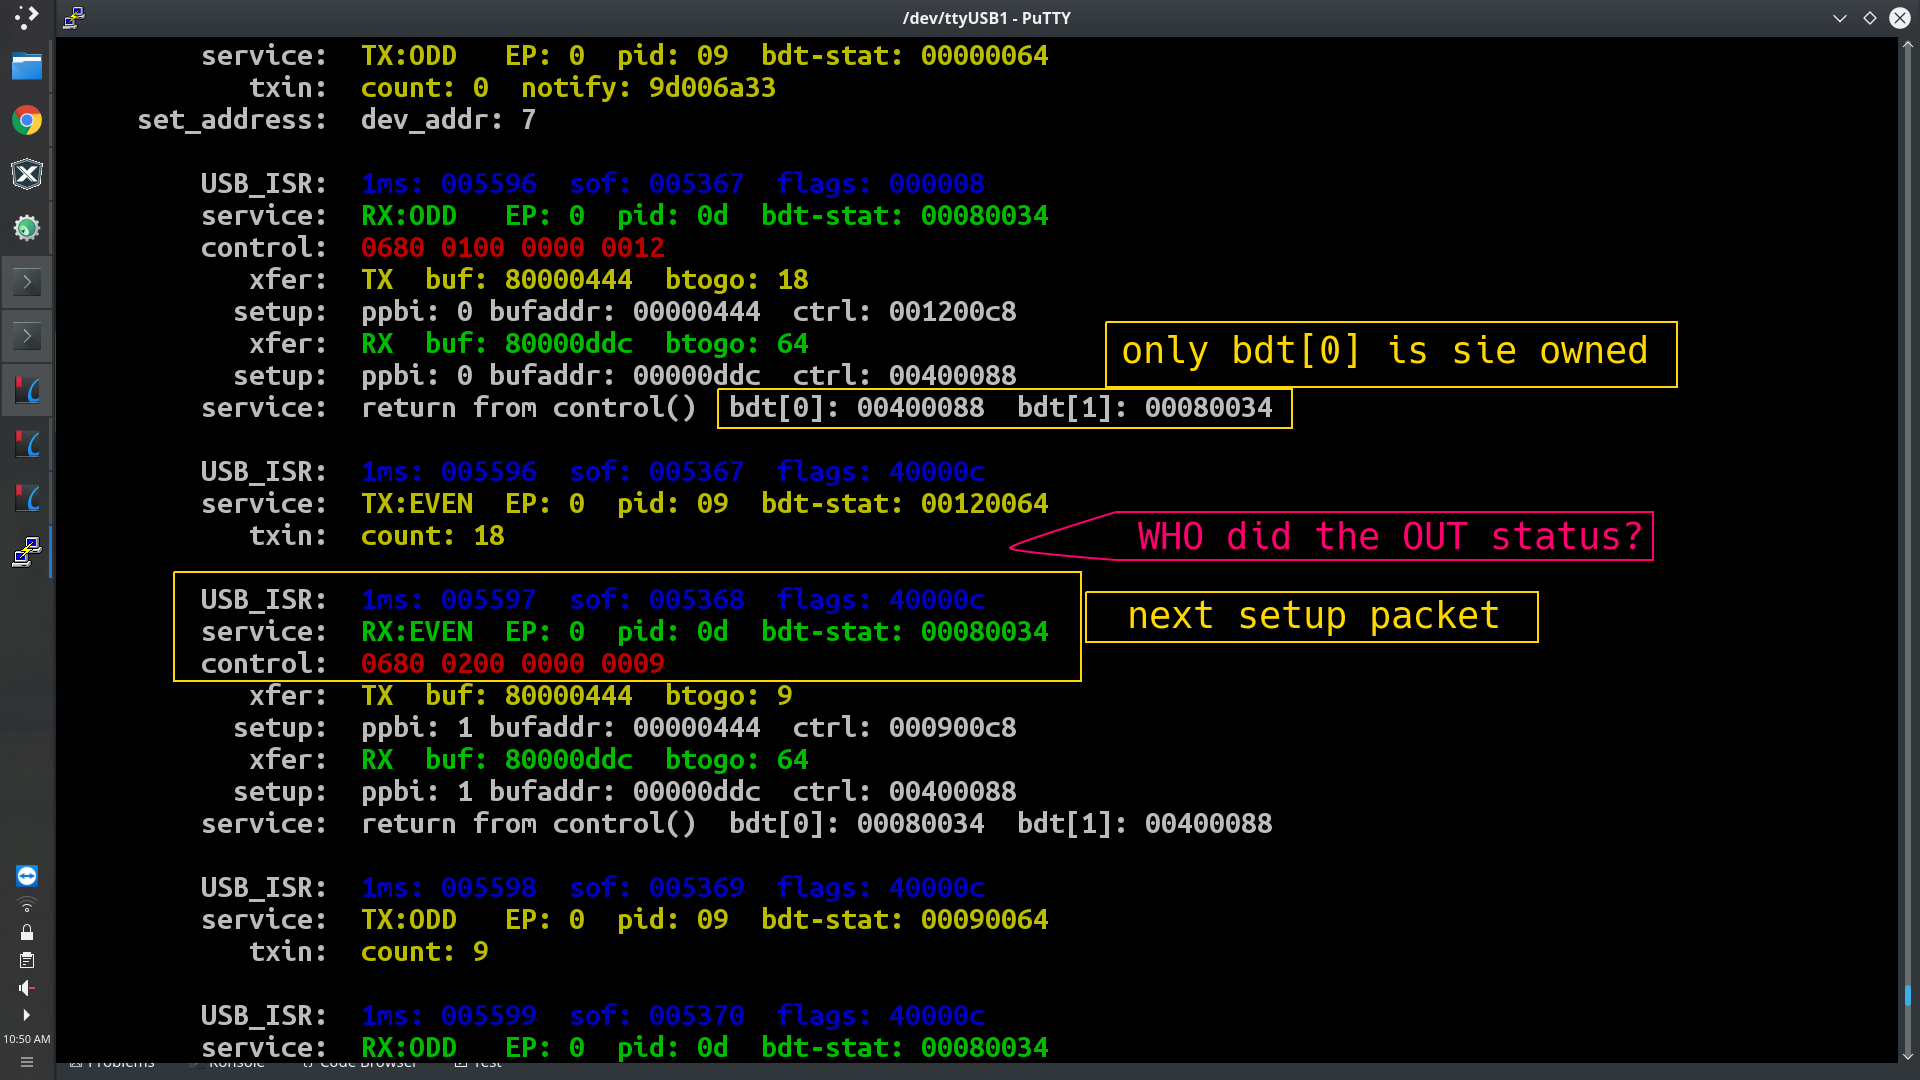 /dev/ttyUSB1 - PuTTY
service: TX:ODD EP: 0 pid: 09 bdt-stat: 00000064
txin: count: 0 notify: 9d006a33
set_address: dev_addr: 7
USB_ISR: 1ms: 005596 sof: 005367 flags: 000008
service: RX:ODD EP: 0 pid: 0d bdt-stat: 00080034
control: 0680 0100 0000 0012
xfer: TX buf: 80000444 btogo: 18
setup: ppbi: 0 bufaddr: 00000444 ctrl: 001200c8
xfer: RX buf: 80000ddc btogo: 64
only bdt[0] is sie owned
setup: ppbi: 0 bufaddr: 00000ddc ctrl: 00400088
service: return from control() bdt[0]: 00400088 bdt[1]: 00080034
USB_ISR: 1ms: 005596 sof: 005367 flags: 40000c
service: TX:EVEN EP: 0 pid: 09 bdt-stat: 00120064
txin: count: 18
WHO did the OUT status?
USB_ISR: 1ms: 005597 sof: 005368 flags: 40000c
service: RX:EVEN EP: 0 pid: 0d bdt-stat: 00080034
next setup packet
control: 0680 0200 0000 0009
xfer: TX buf: 80000444 btogo: 9
setup: ppbi: 1 bufaddr: 00000444 ctrl: 000900c8
xfer: RX buf: 80000ddc btogo: 64
setup: ppbi: 1 bufaddr: 00000ddc ctrl: 00400088
service: return from control() bdt[0]: 00080034 bdt[1]: 00400088
USB_ISR: 1ms: 005598 sof: 005369 flags: 40000c
service: TX:ODD EP: 0 pid: 09 bdt-stat: 00090064
txin: count: 9
USB_ISR: 1ms: 005599 sof: 005370 flags: 40000c
service: RX:ODD EP: 0 pid: 0d bdt-stat: 00080034
10:50 AM
Problems Konsole Code Browser Test